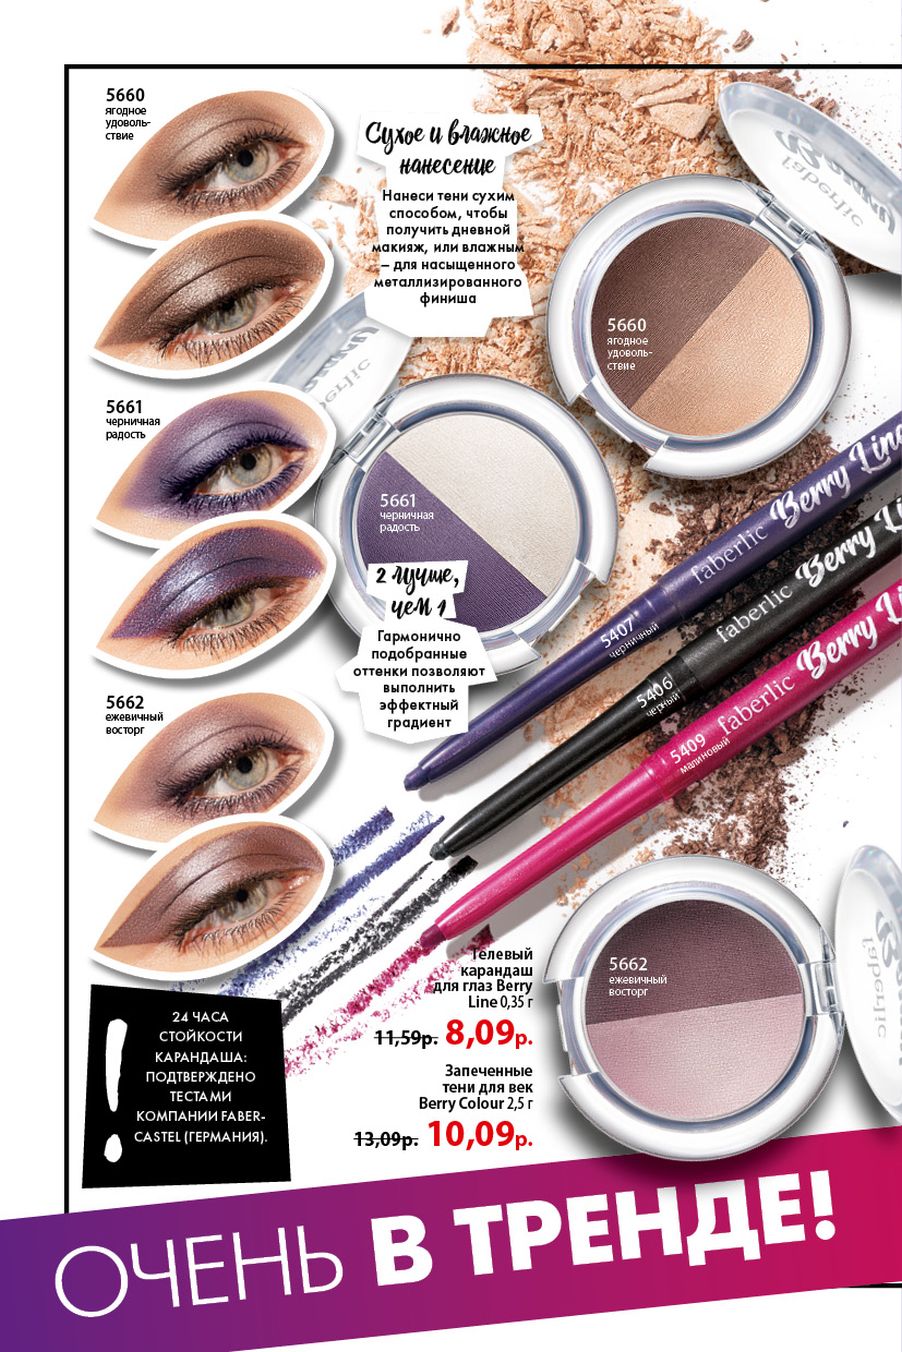 5660
ягодное
удоволь-
ствие
Сухое и влажное
нанесение
Нанеси тени сухим
способом, чтобы
получить дневной
макияж, или влажным
– для насыщенного
металлизированного
финиша
faberlic
5660
ягодное
удоволь-
ствие
faberlic
5661
черничная
радость
5661
черничная
радость
2 лучше,
чем 1
Гармонично
подобранные
оттенки позволяют
выполнить
эффектный
градиент
5407
черничный
faberlic Berry Line
5406
черный
faberlic Berry Li
5409
малиновый
faberlic Berry Li
5662
ежевичный
восторг
5662
ежевичный
восторг
faberlic
Гелевый
карандаш
для глаз Berry
Line 0,35 г
11,59р. 8,09р.
Запеченные
тени для век
Berry Colour 2,5 г
13,09р. 10,09р.
!
24 ЧАСА
СТОЙКОСТИ
КАРАНДАША:
ПОДТВЕРЖДЕНО
ТЕСТАМИ
КОМПАНИИ FABER-
CASTEL (ГЕРМАНИЯ).
ОЧЕНЬ В ТРЕНДЕ!